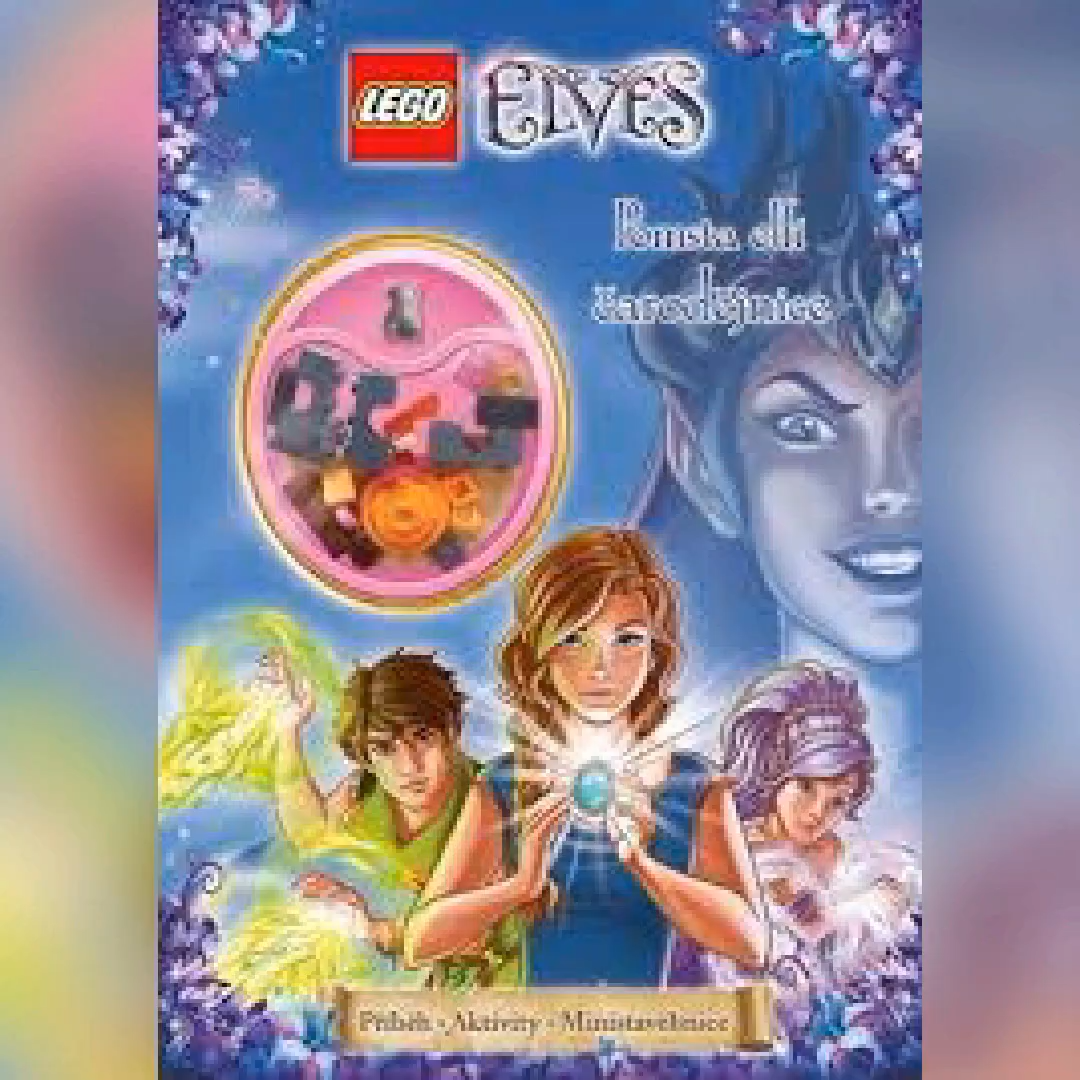 LEGO ELVES
Pomsta elfí
čarodějnice
Příběh • Aktivity • Ministavebnice